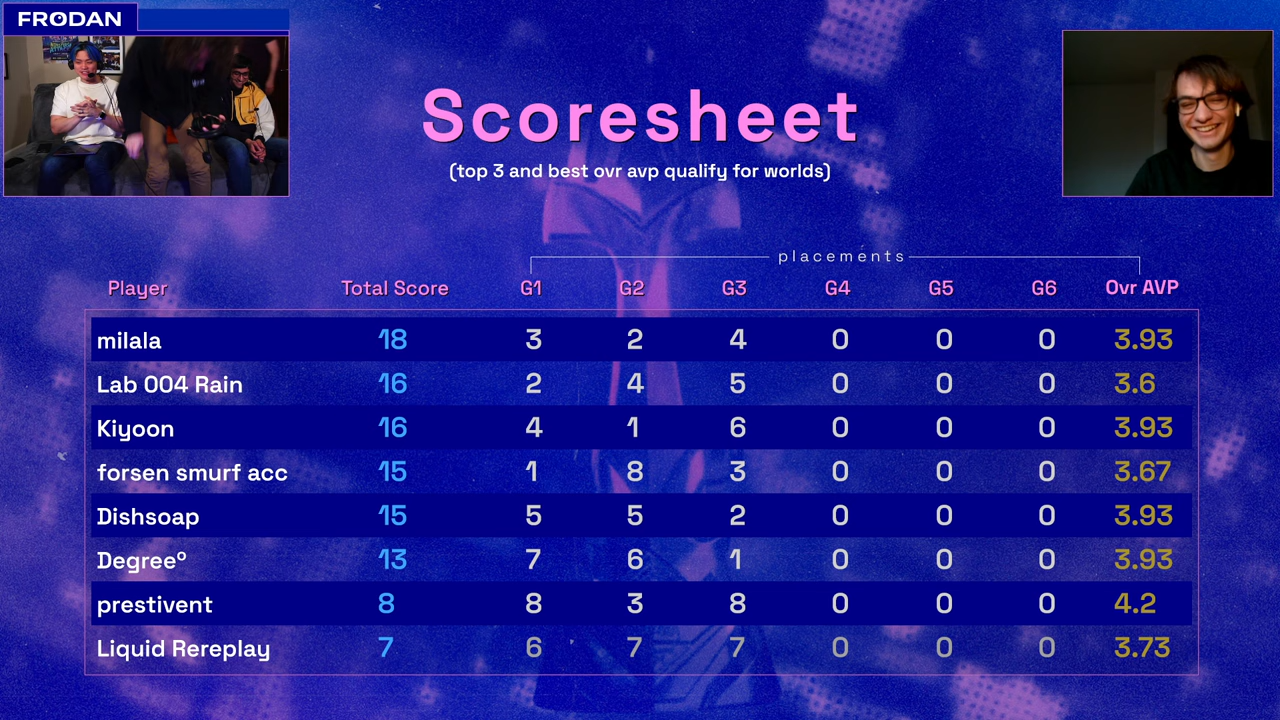 FRODAN
Scoresheet
(top 3 and best ovr avp qualify for worlds)
placements
Player Total Score G1 G2 G3 G4 G5 G6 Ovr AVP
milala 18 3 2 4 0 0 0 3.93
Lab 004 Rain 16 2 4 5 0 0 0 3.6
Kiyoon 16 4 1 6 0 0 0 3.93
forsen smurf acc 15 1 8 3 0 0 0 3.67
Dishsoap 15 5 5 2 0 0 0 3.93
Degreeº 13 7 6 1 0 0 0 3.93
prestivent 8 8 3 8 0 0 0 4.2
Liquid Rereplay 7 6 7 7 0 0 0 3.73